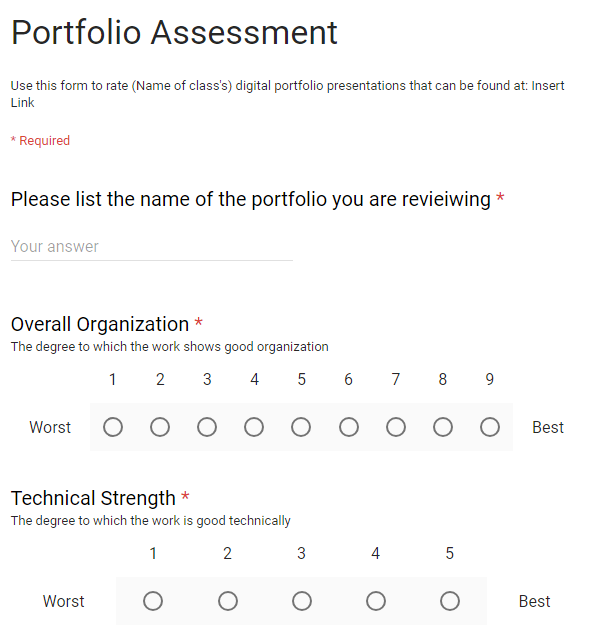 Portfolio Assessment
Use this form to rate (Name of class's) digital portfolio presentations that can be found at: Insert
Link
* Required
Please list the name of the portfolio you are revieiwing *
Your answer
Overall Organization *
The degree to which the work shows good organization
1 2 3 4 5 6 7 8 9
Worst Best
Technical Strength *
The degree to which the work is good technically
1 2 3 4 5
Worst Best